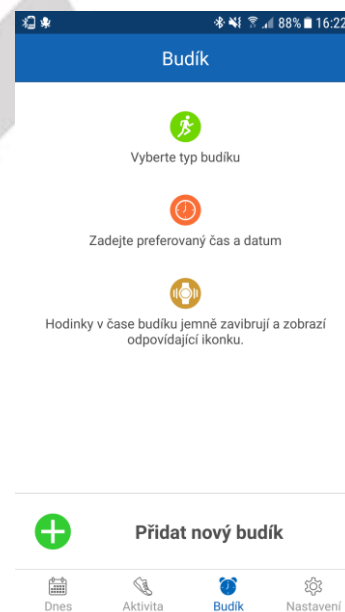 88% 16:22
Budík
Vyberte typ budíku
Zadejte preferovaný čas a datum
Hodinky v čase budíku jemně zavibrují a zobrazí
odpovídající ikonku.
Přidat nový budík
Dnes Aktivita Budík Nastavení